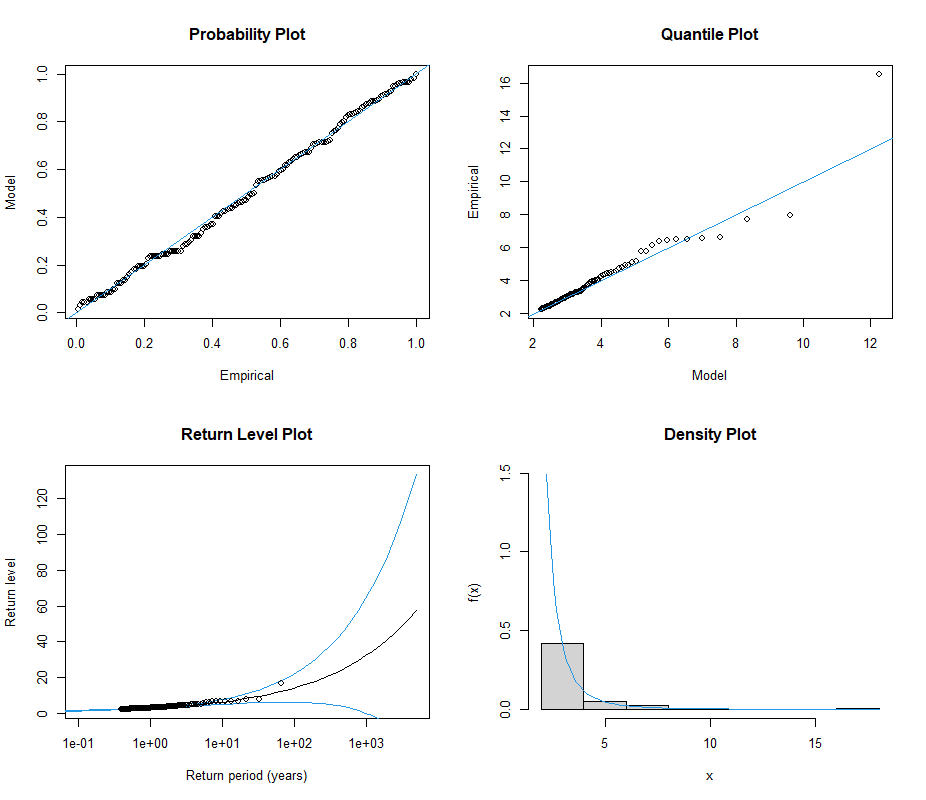 Probability Plot
Model
0.0 0.2 0.4 0.6 0.8 1.0
0.0 0.2 0.4 0.6 0.8 1.0
Empirical
Quantile Plot
Empirical
2 4 6 8 10 12 14 16
2 4 6 8 10 12
Model
Return Level Plot
Return level
0 20 40 60 80 100 120
1e-01 1e+00 1e+01 1e+02 1e+03
Return period (years)
Density Plot
f(x)
0.0 0.5 1.0 1.5
5 10 15
x